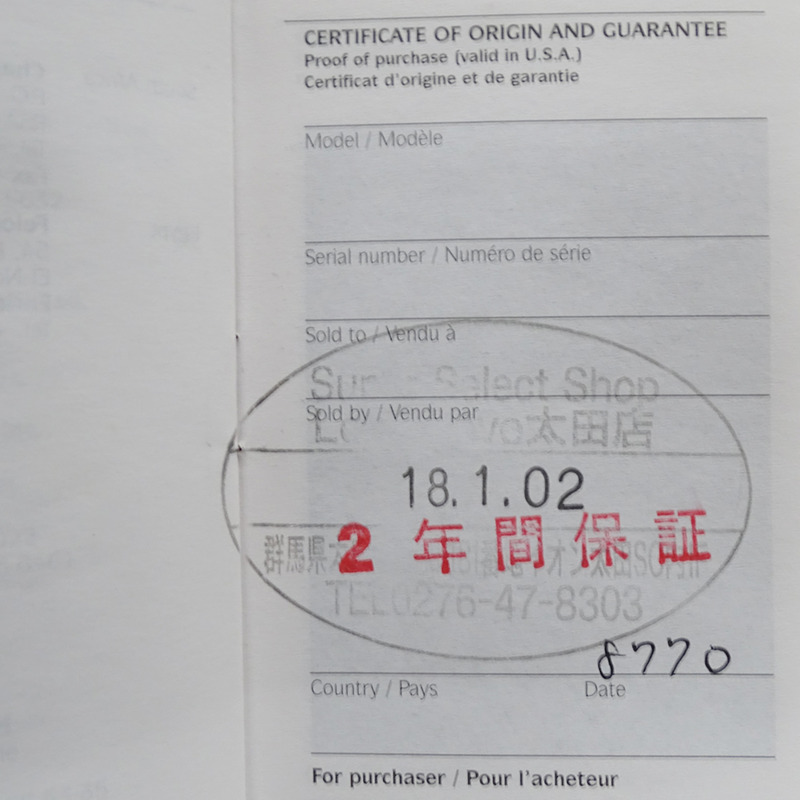 CERTIFICATE OF ORIGIN AND GUARANTEE
Proof of purchase (valid in U.S.A.)
Certificat d'origine et de garantie
Model / Modèle
Serial number / Numéro de série
Sold to / Vendu à
Select Shop
Sold by / Vendu par
太田店
18.1.02
2年間保証
群馬県
TEL0276-47-8303
8770
Country / Pays
Date
For purchaser / Pour l'acheteur